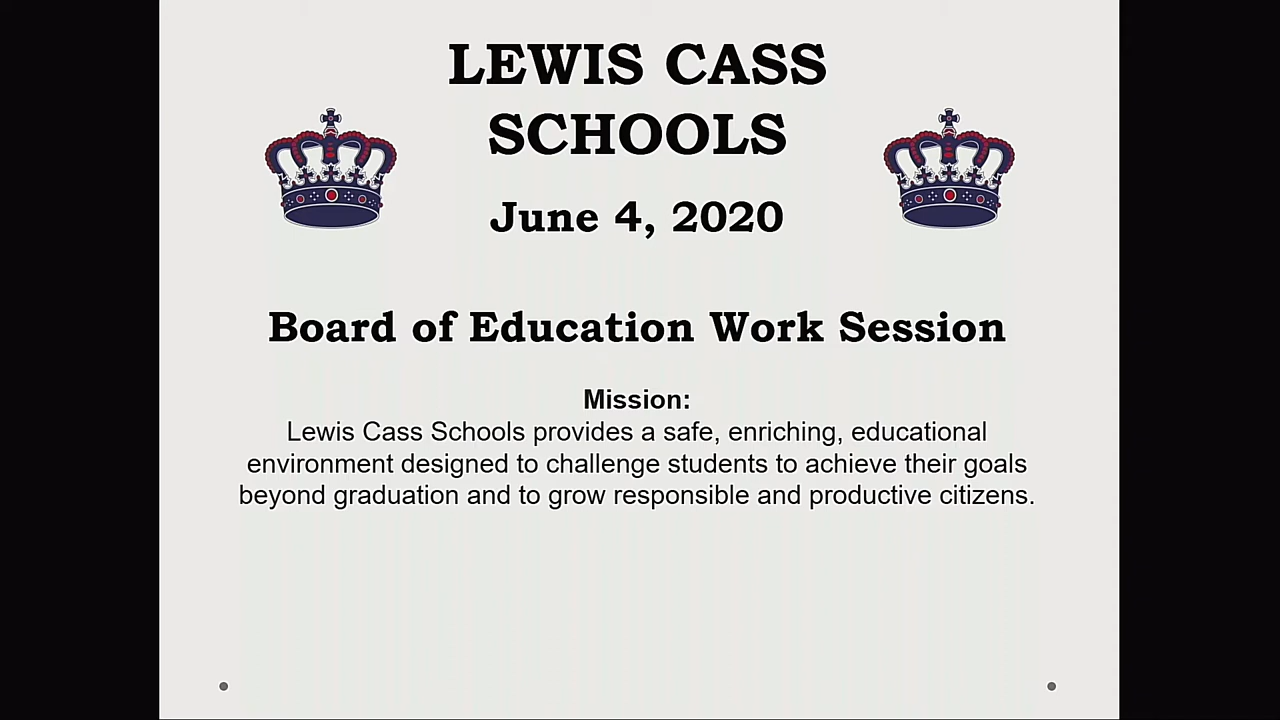 LEWIS CASS
SCHOOLS
June 4, 2020
Board of Education Work Session
Mission:
Lewis Cass Schools provides a safe, enriching, educational
environment designed to challenge students to achieve their goals
beyond graduation and to grow responsible and productive citizens.